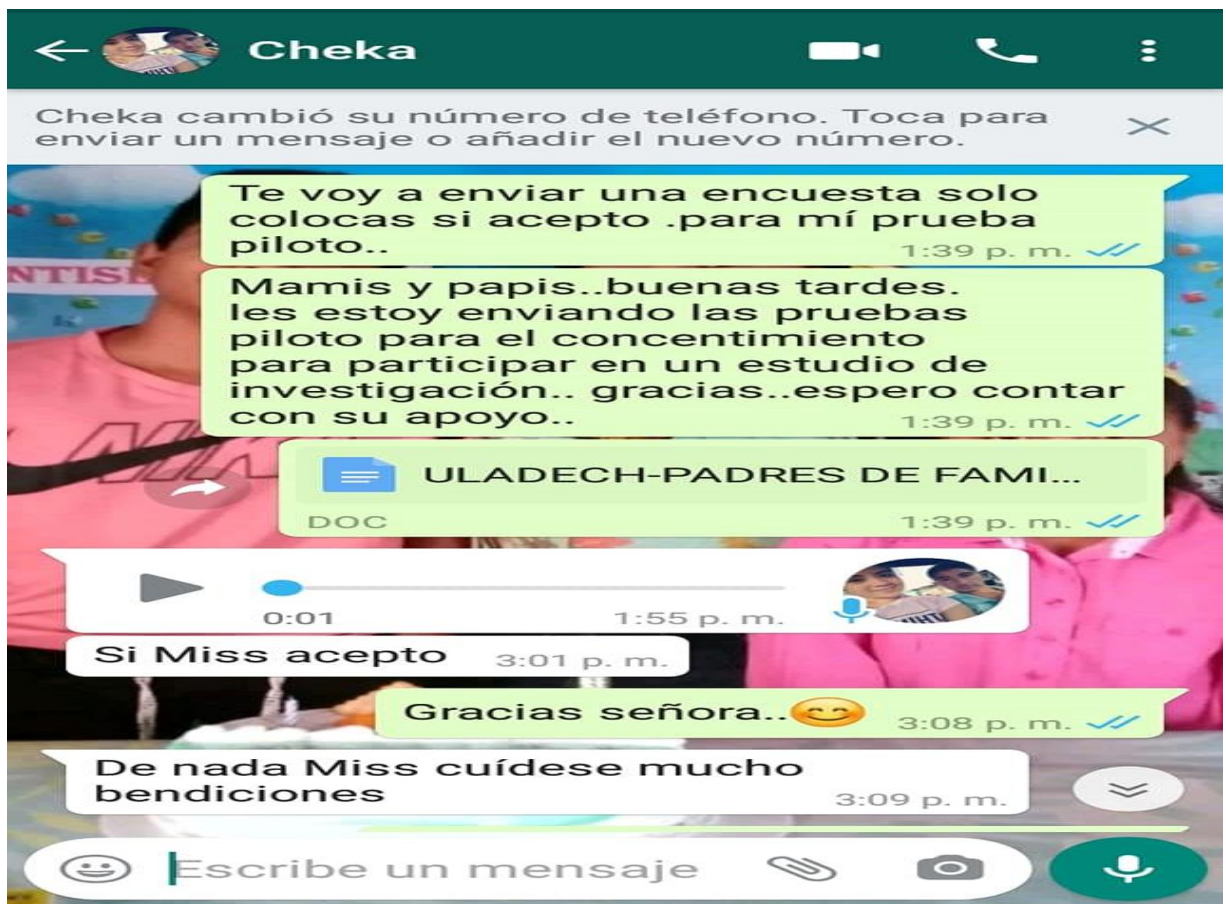 Cheka
Cheka cambió su número de teléfono. Toca para
enviar un mensaje o añadir el nuevo número.
Te voy a enviar una encuesta solo
colocas si acepto .para mí prueba
piloto..
1:39 p. m.
Mamis y papis..buenas tardes.
les estoy enviando las pruebas
piloto para el concentimiento
para participar en un estudio de
investigación.. gracias..espero contar
con su apoyo..
1:39 p. m.
ULADECH-PADRES DE FAMI...
DOC
1:39 p. m.
0:01
1:55 p. m.
Si Miss acepto
3:01 p. m.
Gracias señora..😊
3:08 p. m.
De nada Miss cuídese mucho
bendiciones
3:09 p. m.
Escribe un mensaje